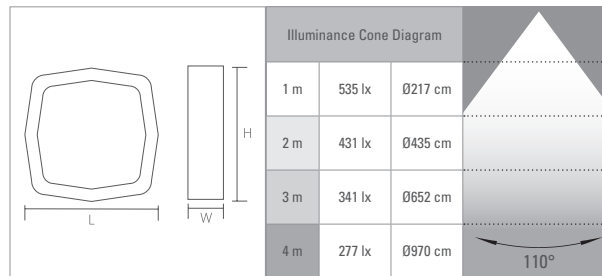 L
W
H
Illuminance Cone Diagram
1 m 535 lx Ø217 cm
2 m 431 lx Ø435 cm
3 m 341 lx Ø652 cm
4 m 277 lx Ø970 cm
110°